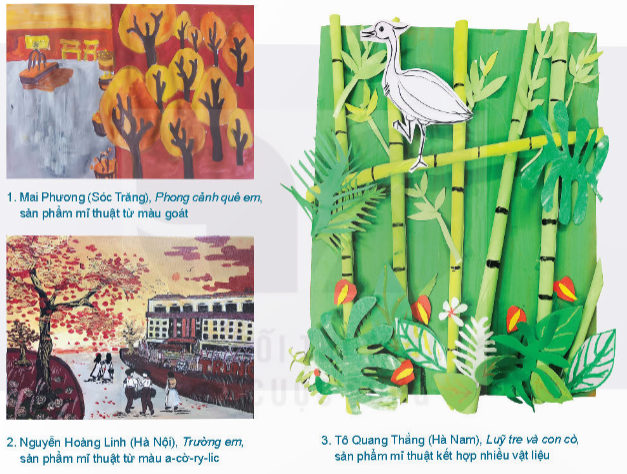 1. Mai Phương (Sóc Trăng), Phong cảnh quê em,
sản phẩm mĩ thuật từ màu goát
2. Nguyễn Hoàng Linh (Hà Nội), Trường em,
sản phẩm mĩ thuật từ màu a-cờ-ry-lic
3. Tô Quang Thắng (Hà Nam), Luỹ tre và con cò,
sản phẩm mĩ thuật kết hợp nhiều vật liệu